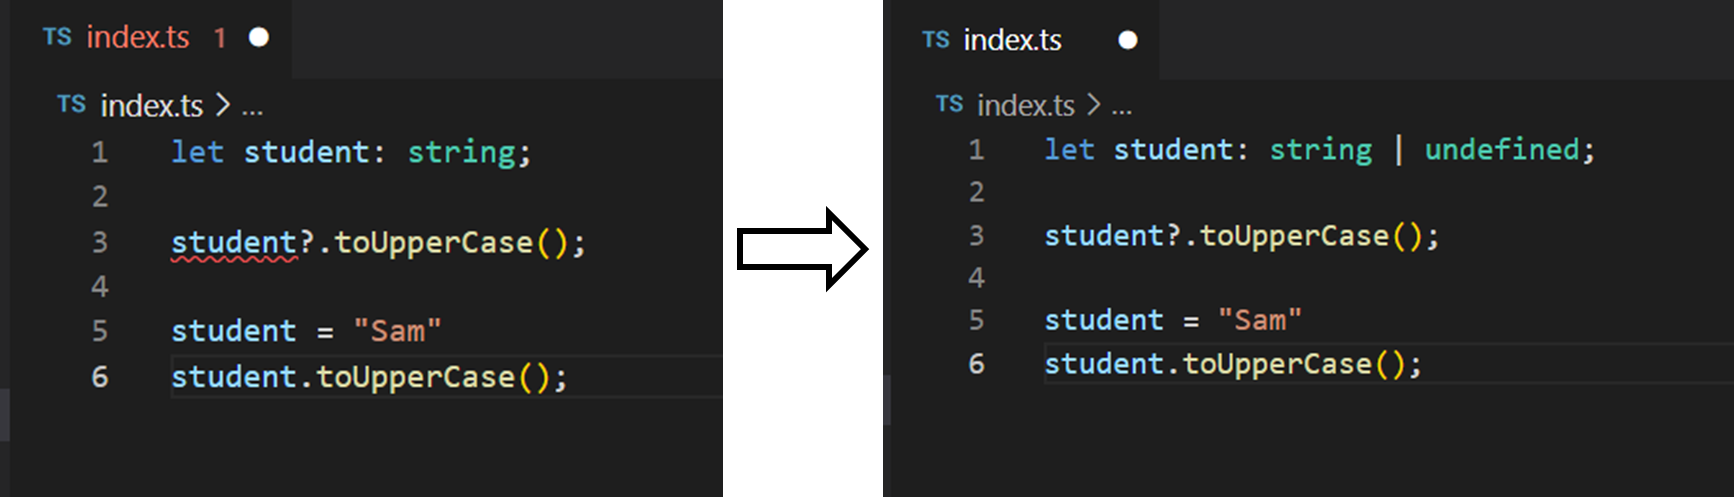 TS index.ts 1
TS index.ts > ...
1 let student: string;
2
3 student?.toUpperCase();
4
5 student = "Sam"
6 student.toUpperCase();
TS index.ts
TS index.ts > ...
1 let student: string | undefined;
2
3 student?.toUpperCase();
4
5 student = "Sam"
6 student.toUpperCase();